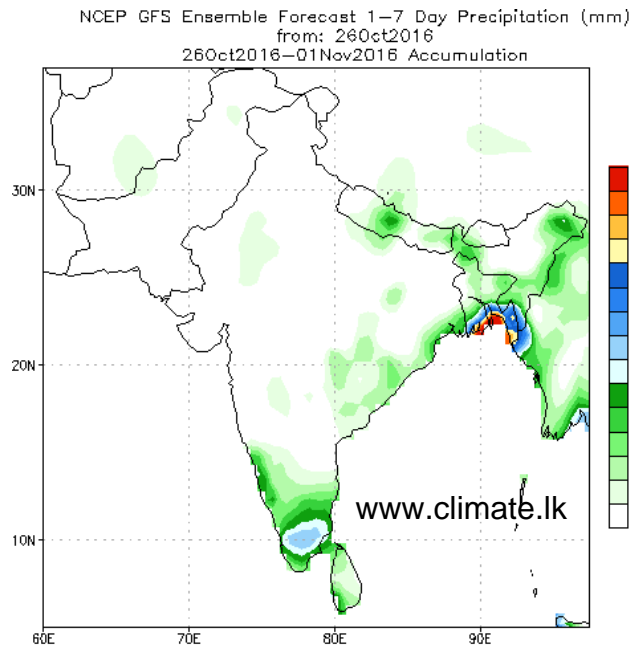 NCEP GFS Ensemble Forecast 1-7 Day Precipitation (mm)
from: 26Oct2016
26Oct2016-01Nov2016 Accumulation
30N
20N
10N
www.climate.lk
60E 70E 80E 90E